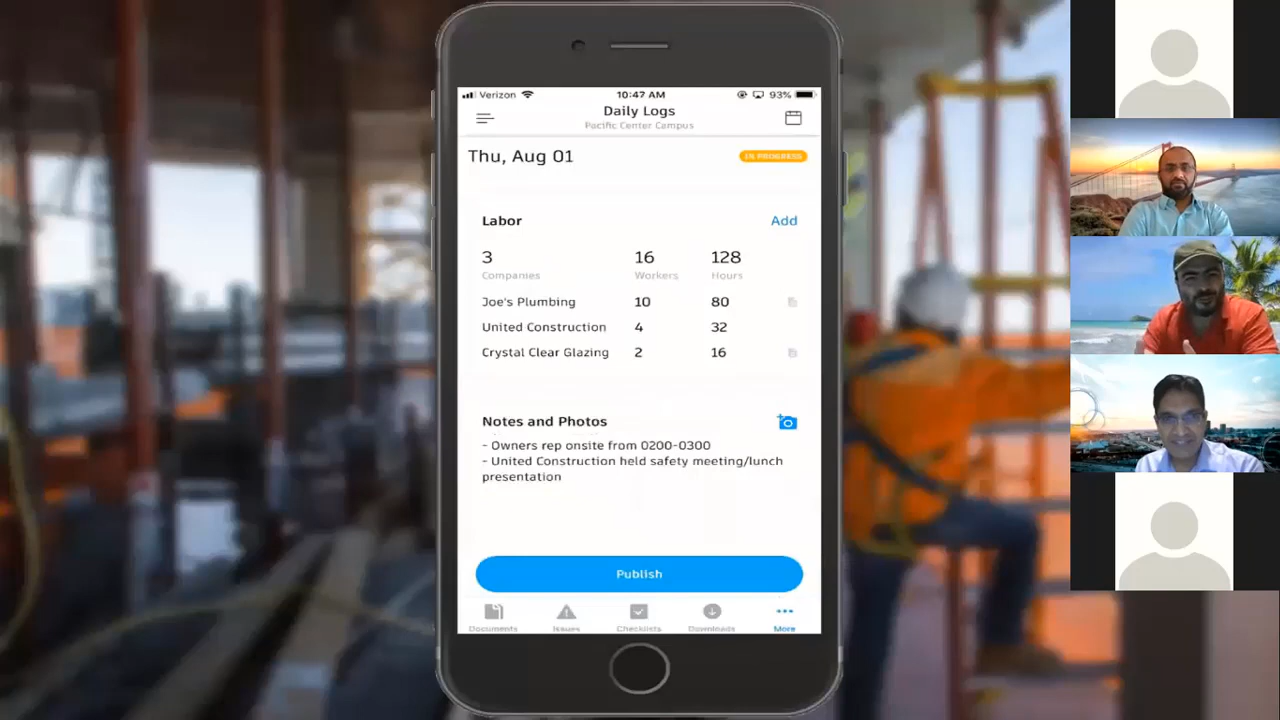 Verizon 10:47 AM 93%
Daily Logs
Pacific Center Campus
Thu, Aug 01 IN PROGRESS
Labor Add
3 16 128
Companies Workers Hours
Joe's Plumbing 10 80
United Construction 4 32
Crystal Clear Glazing 2 16
Notes and Photos
- Owners rep onsite from 0200-0300
- United Construction held safety meeting/lunch
presentation
Publish
Documents Issues Checklists Downloads More